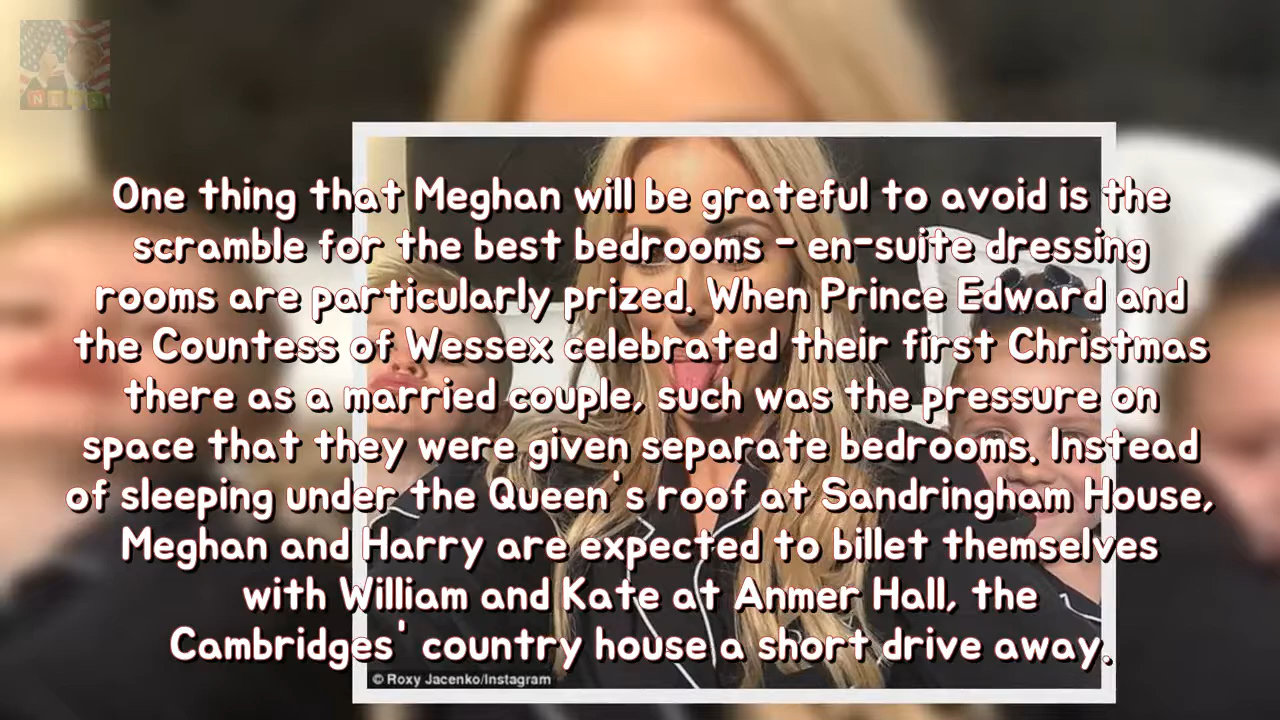 NEWS
One thing that Meghan will be grateful to avoid is the
scramble for the best bedrooms - en-suite dressing
rooms are particularly prized. When Prince Edward and
the Countess of Wessex celebrated their first Christmas
there as a married couple, such was the pressure on
space that they were given separate bedrooms. Instead
of sleeping under the Queen's roof at Sandringham House,
Meghan and Harry are expected to billet themselves
with William and Kate at Anmer Hall, the
Cambridges' country house a short drive away.
© Roxy Jacenko/Instagram